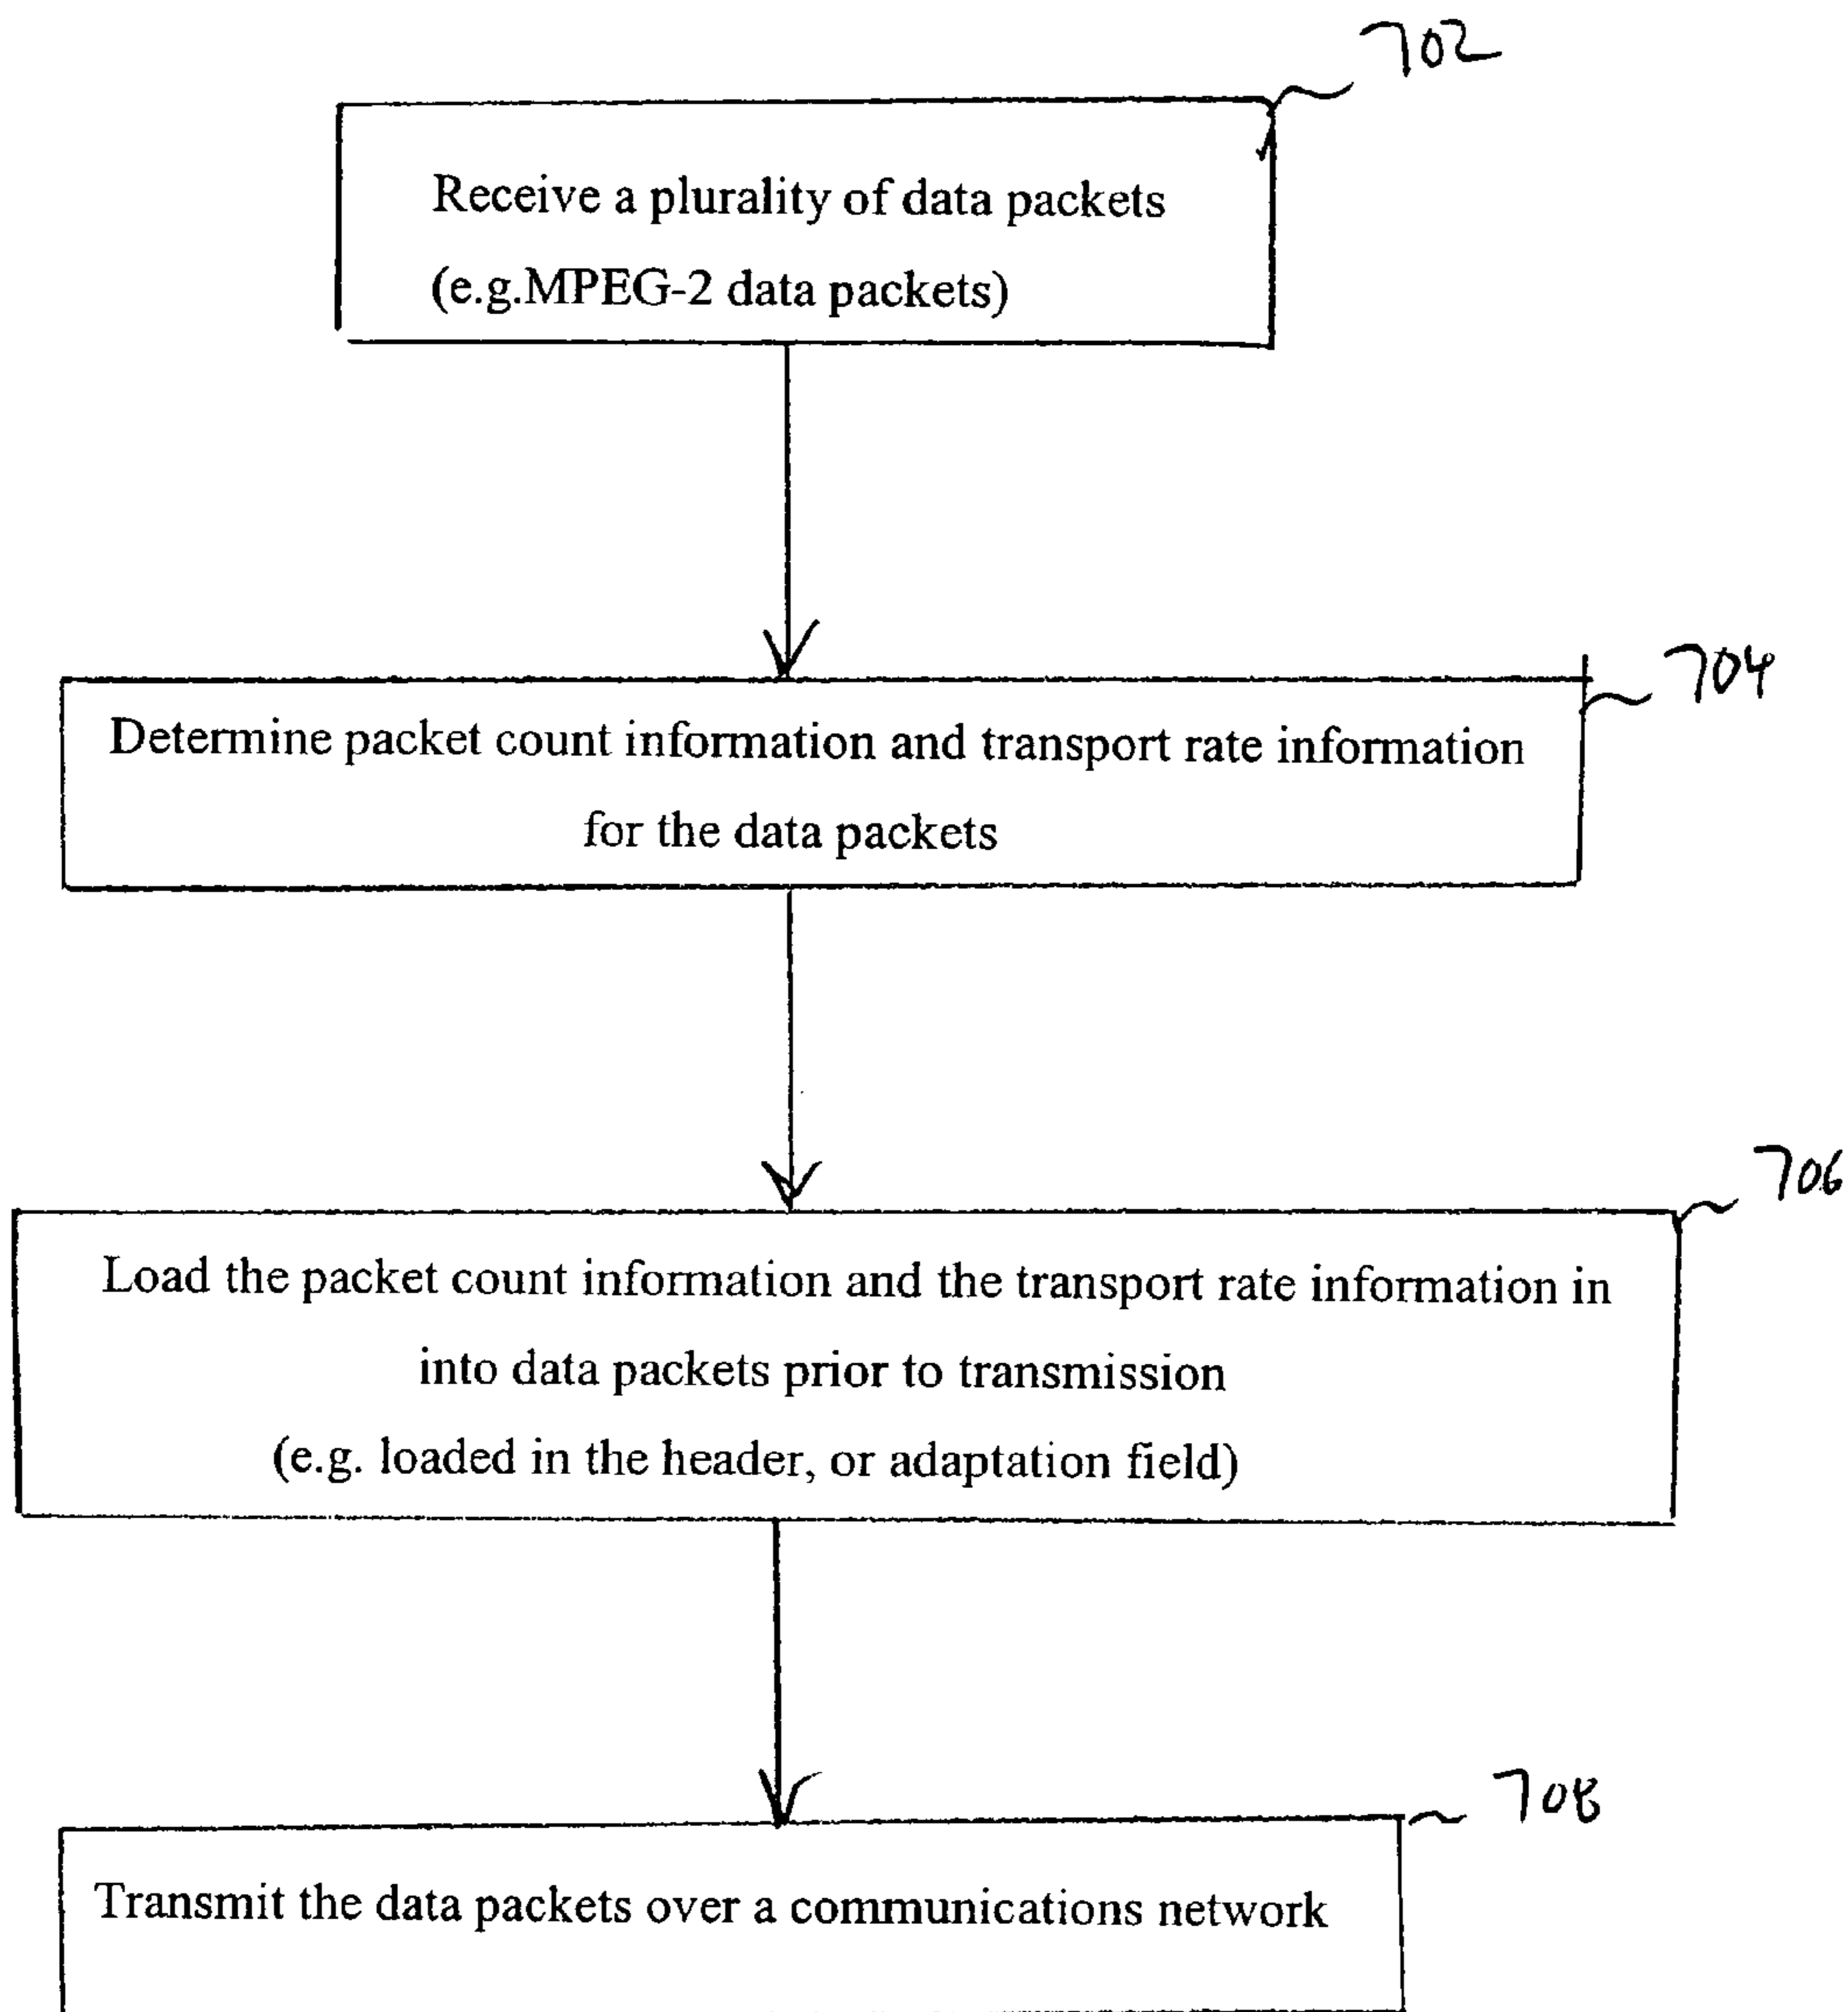 702
Receive a plurality of data packets
(e.g.MPEG-2 data packets)
704
Determine packet count information and transport rate information
for the data packets
706
Load the packet count information and the transport rate information in
into data packets prior to transmission
(e.g. loaded in the header, or adaptation field)
708
Transmit the data packets over a communications network